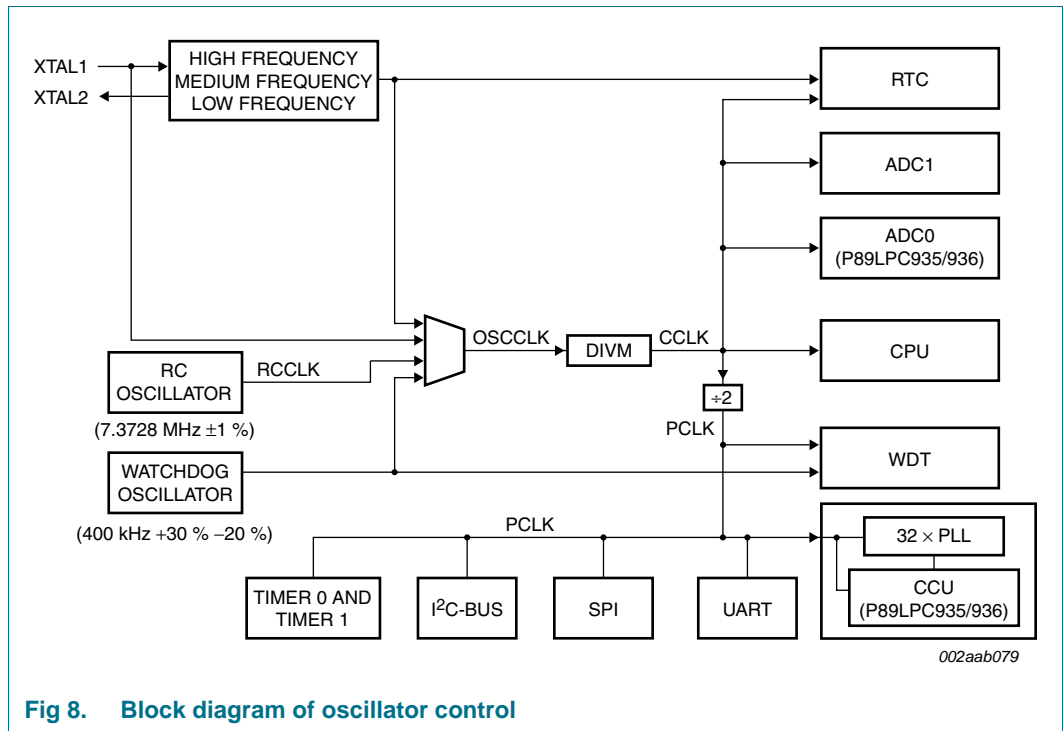 XTAL1
XTAL2
HIGH FREQUENCY
MEDIUM FREQUENCY
LOW FREQUENCY
RTC
ADC1
ADC0
(P89LPC935/936)
OSCCLK
DIVM
CCLK
CPU
RC
OSCILLATOR
RCCLK
(7.3728 MHz ±1 %)
÷2
PCLK
WATCHDOG
OSCILLATOR
WDT
(400 kHz +30 % −20 %)
PCLK
32 × PLL
CCU
(P89LPC935/936)
TIMER 0 AND
TIMER 1
I²C-BUS
SPI
UART
002aab079
Fig 8. Block diagram of oscillator control